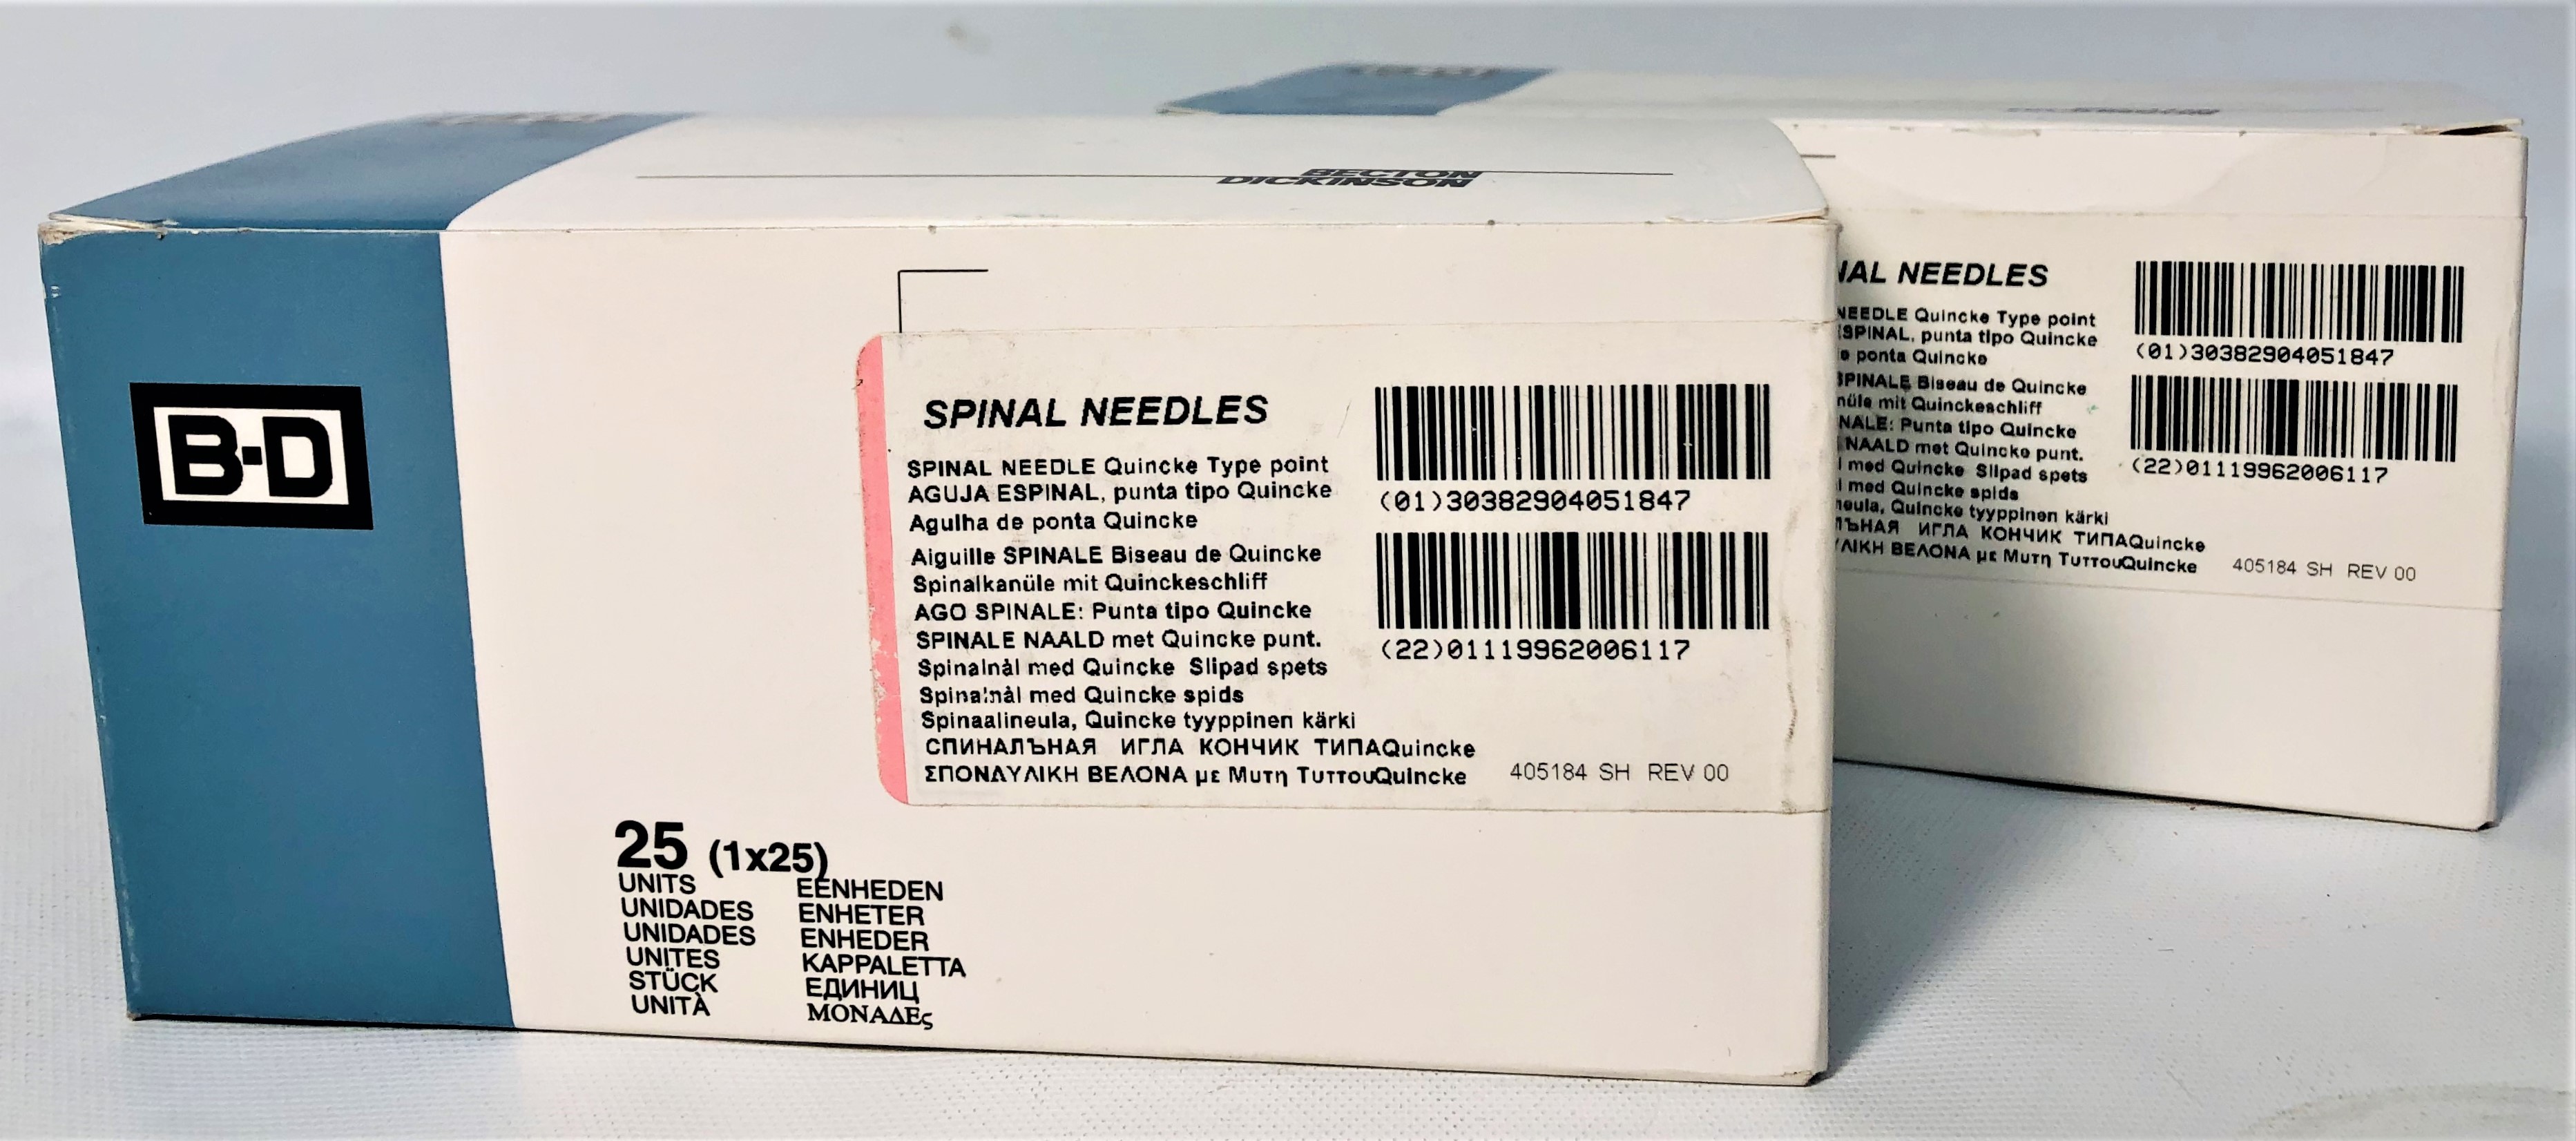 BECTON
DICKINSON
B-D
SPINAL NEEDLES
SPINAL NEEDLE Quincke Type point
AGUJA ESPINAL, punta tipo Quincke
Agulha de ponta Quincke
Aiguille SPINALE Biseau de Quincke
Spinalkanüle mit Quinckeschliff
AGO SPINALE: Punta tipo Quincke
SPINALE NAALD met Quincke punt.
Spinalnål med Quincke Slipad spets
Spinalnål med Quincke spids
Spinaalineula, Quincke tyyppinen kärki
СПИНАЛЪНАЯ ИГЛА КОНЧИК ТИПАQuincke
ΣΠΟΝΔΥΛΙΚΗ ΒΕΛΟΝΑ με Μυτη ΤυττουQuincke
(01)30382904051847
(22)01119962006117
405184 SH REV 00
25 (1x25)
UNITS
UNIDADES
UNIDADES
UNITES
STÜCK
UNITÀ
EENHEDEN
ENHETER
ENHEDER
KAPPALETTA
ЕДИНИЦ
ΜΟΝΑΔΕς
NAL NEEDLES
NEEDLE Quincke Type point
ESPINAL, punta tipo Quincke
e ponta Quincke
SPINALE Biseau de Quincke
nüle mit Quinckeschliff
NALE: Punta tipo Quincke
NAALD met Quincke punt.
l med Quincke Slipad spets
l med Quincke spids
neula, Quincke tyyppinen kärki
ЛЪНАЯ ИГЛА КОНЧИК ТИПАQuincke
ΥΛΙΚΗ ΒΕΛΟΝΑ με Μυτη ΤυττουQuincke
(01)30382904051847
(22)01119962006117
405184 SH REV 00